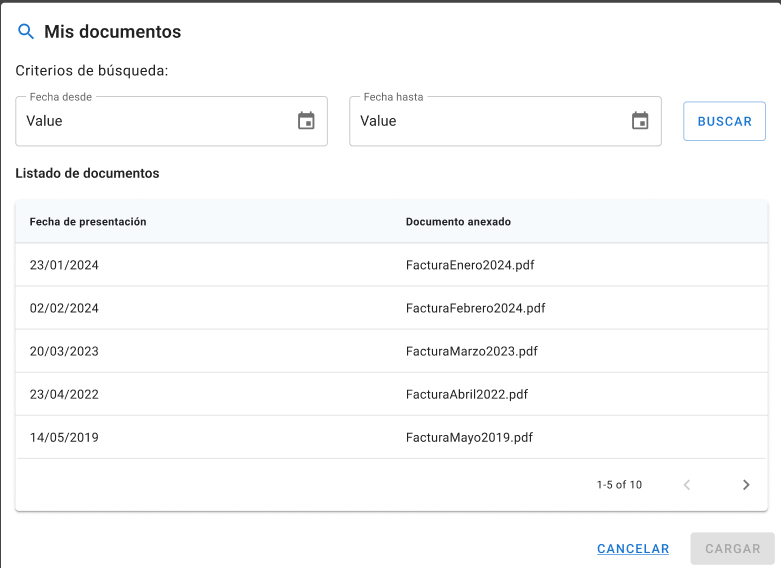 Mis documentos
Criterios de búsqueda:
Fecha desde
Value
Fecha hasta
Value
BUSCAR
Listado de documentos
Fecha de presentación Documento anexado
23/01/2024 FacturaEnero2024.pdf
02/02/2024 FacturaFebrero2024.pdf
20/03/2023 FacturaMarzo2023.pdf
23/04/2022 FacturaAbril2022.pdf
14/05/2019 FacturaMayo2019.pdf
1-5 of 10
CANCELAR CARGAR